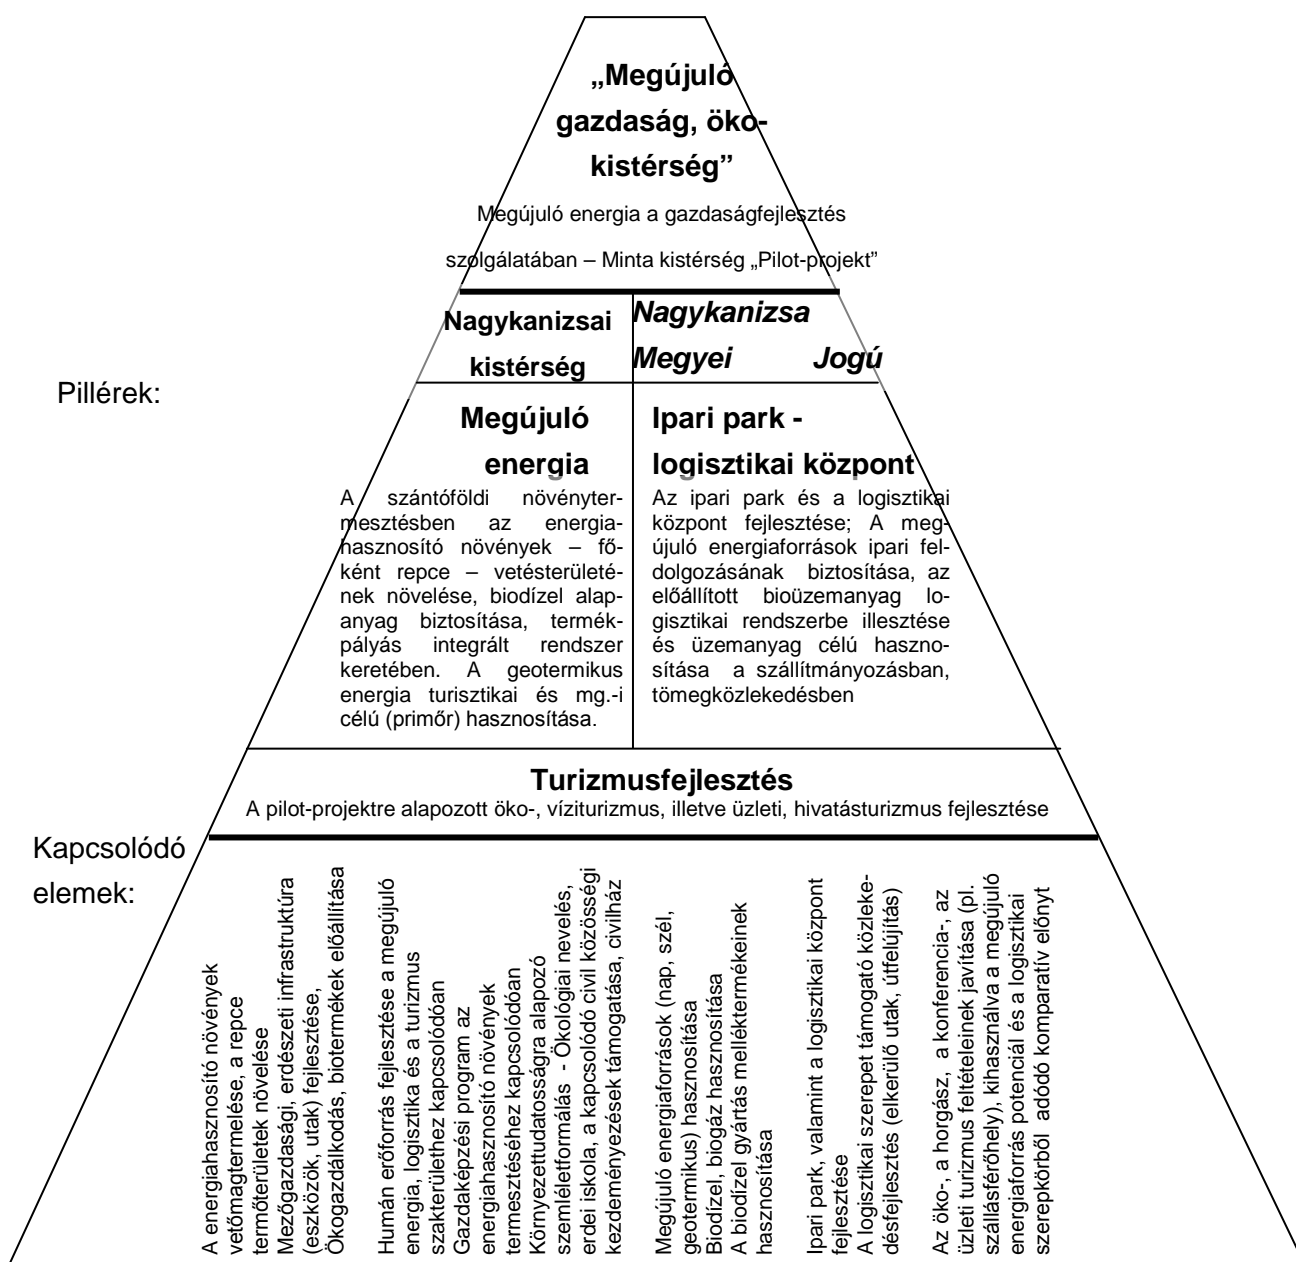 „Megújuló
gazdaság, öko-
kistérség”
Megújuló energia a gazdaságfejlesztés
szolgálatában – Minta kistérség „Pilot-projekt”
Nagykanizsai
kistérség
Nagykanizsa
Megyei Jogú
Pillérek:
Megújuló
energia
A szántóföldi növényter-
mesztésben az energia-
hasznosító növények – fő-
ként repce – vetésterületé-
nek növelése, biodízel alap-
anyag biztosítása, termék-
pályás integrált rendszer
keretében. A geotermikus
energia turisztikai és mg.-i
célú (primőr) hasznosítása.
Ipari park -
logisztikai központ
Az ipari park és a logisztikai
központ fejlesztése; A meg-
újuló energiaforrások ipari fel-
dolgozásának biztosítása, az
előállított bioüzemanyag lo-
gisztikai rendszerbe illesztése
és üzemanyag célú haszno-
sítása a szállítmányozásban,
tömegközlekedésben
Turizmusfejlesztés
A pilot-projektre alapozott öko-, víziturizmus, illetve üzleti, hivatásturizmus fejlesztése
Kapcsolódó
elemek:
A energiahasznosító növények
vetőmagtermelése, a repce
termőterületek növelése
Mezőgazdasági, erdészeti infrastruktúra
(eszközök, utak) fejlesztése,
Ökogazdálkodás, biotermékek előállítása
Humán erőforrás fejlesztése a megújuló
energia, logisztika és a turizmus
szakterülethez kapcsolódóan
Gazdaképzési program az
energiahasznosító növények
termesztéséhez kapcsolódóan
Környezettudatosságra alapozó
szemléletformálás - Ökológiai nevelés,
erdei iskola, a kapcsolódó civil közösségi
kezdeményezések támogatása, civilház
Megújuló energiaforrások (nap, szél,
geotermikus) hasznosítása
Biodízel, biogáz hasznosítása
A biodízel gyártás melléktermékeinek
hasznosítása
Ipari park, valamint a logisztikai központ
fejlesztése
A logisztikai szerepet támogató közleke-
désfejlesztés (elkerülő utak, útfelújítás)
Az öko-, a horgász, a konferencia-, az
üzleti turizmus feltételeinek javítása (pl.
szállásférőhely), kihasználva a megújuló
energiaforrás potenciál és a logisztikai
szerepkörből adódó komparatív előnyt